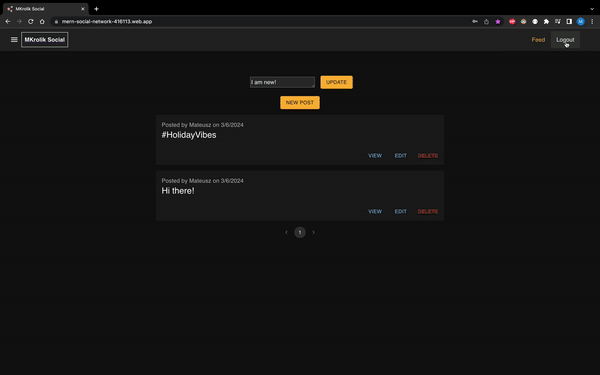 MKrolik Social
mern-social-network-416113.web.app
M
MKrolik Social
Feed
Logout
I am new!
UPDATE
NEW POST
Posted by Mateusz on 3/6/2024
#HolidayVibes
VIEW
EDIT
DELETE
Posted by Mateusz on 3/6/2024
Hi there!
VIEW
EDIT
DELETE
1